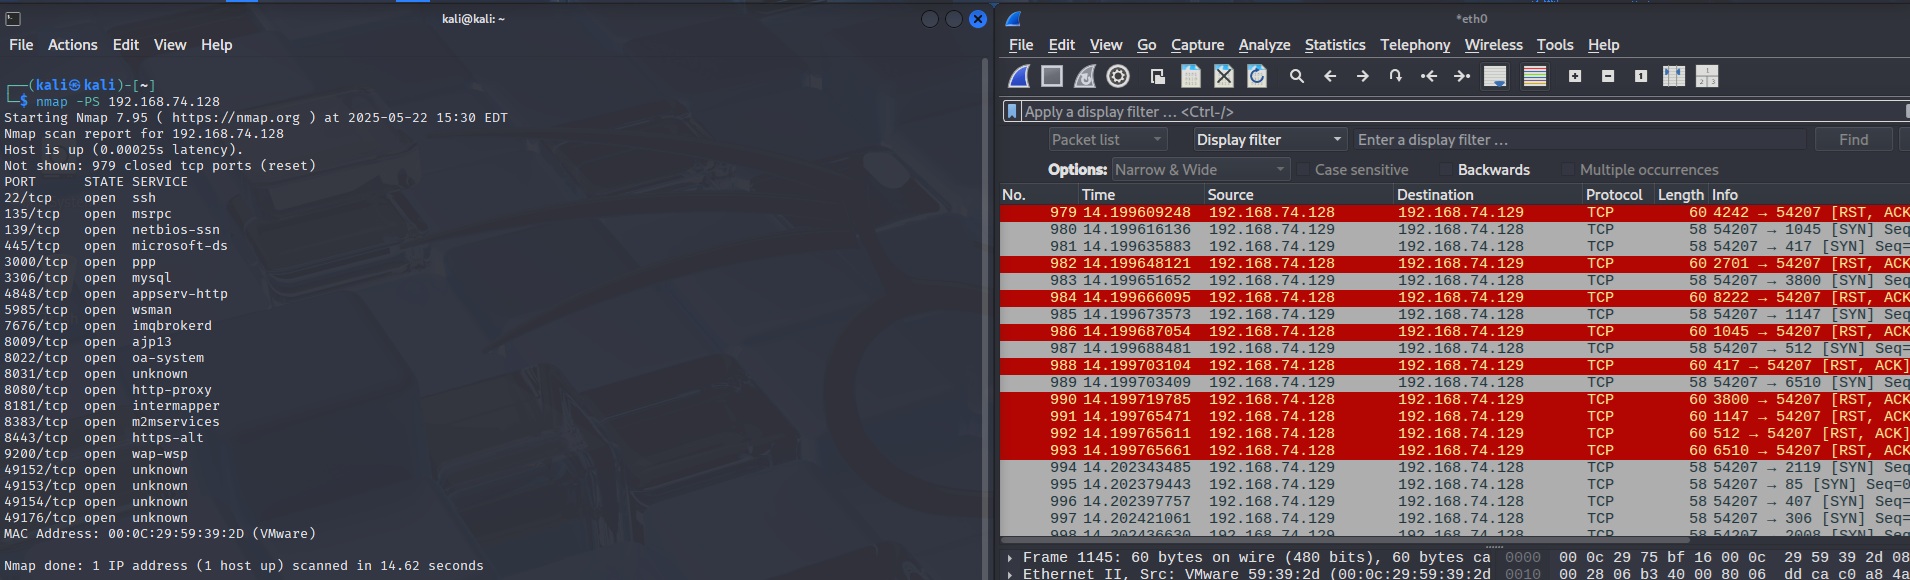 kali@kali: ~
File Actions Edit View Help
(kali㉿kali)-[~]
$ nmap -PS 192.168.74.128
Starting Nmap 7.95 ( https://nmap.org ) at 2025-05-22 15:30 EDT
Nmap scan report for 192.168.74.128
Host is up (0.00025s latency).
Not shown: 979 closed tcp ports (reset)
PORT STATE SERVICE
22/tcp open ssh
135/tcp open msrpc
139/tcp open netbios-ssn
445/tcp open microsoft-ds
3000/tcp open ppp
3306/tcp open mysql
4848/tcp open appserv-http
5985/tcp open wsman
7676/tcp open imqbrokerd
8009/tcp open ajp13
8022/tcp open oa-system
8031/tcp open unknown
8080/tcp open http-proxy
8181/tcp open intermapper
8383/tcp open m2mservices
8443/tcp open https-alt
9200/tcp open wap-wsp
49152/tcp open unknown
49153/tcp open unknown
49154/tcp open unknown
49176/tcp open unknown
MAC Address: 00:0C:29:59:39:2D (VMware)
Nmap done: 1 IP address (1 host up) scanned in 14.62 seconds
*eth0
File Edit View Go Capture Analyze Statistics Telephony Wireless Tools Help
Apply a display filter ... <Ctrl-/>
Packet list Display filter Enter a display filter ... Find
Options: Narrow & Wide Case sensitive Backwards Multiple occurrences
No. Time Source Destination Protocol Length Info
979 14.199609248 192.168.74.128 192.168.74.129 TCP 60 4242 → 54207 [RST, ACK
980 14.199616136 192.168.74.129 192.168.74.128 TCP 58 54207 → 1045 [SYN] Seq
981 14.199635883 192.168.74.129 192.168.74.128 TCP 58 54207 → 417 [SYN] Seq=
982 14.199648121 192.168.74.128 192.168.74.129 TCP 60 2701 → 54207 [RST, ACK
983 14.199651652 192.168.74.129 192.168.74.128 TCP 58 54207 → 3800 [SYN] Seq
984 14.199666095 192.168.74.128 192.168.74.129 TCP 60 8222 → 54207 [RST, ACK
985 14.199673573 192.168.74.129 192.168.74.128 TCP 58 54207 → 1147 [SYN] Seq
986 14.199687054 192.168.74.128 192.168.74.129 TCP 60 1045 → 54207 [RST, ACK
987 14.199688481 192.168.74.129 192.168.74.128 TCP 58 54207 → 512 [SYN] Seq=
988 14.199703104 192.168.74.128 192.168.74.129 TCP 60 417 → 54207 [RST, ACK]
989 14.199703409 192.168.74.129 192.168.74.128 TCP 58 54207 → 6510 [SYN] Seq
990 14.199719785 192.168.74.128 192.168.74.129 TCP 60 3800 → 54207 [RST, ACK
991 14.199765471 192.168.74.128 192.168.74.129 TCP 60 1147 → 54207 [RST, ACK
992 14.199765611 192.168.74.128 192.168.74.129 TCP 60 512 → 54207 [RST, ACK]
993 14.199765661 192.168.74.128 192.168.74.129 TCP 60 6510 → 54207 [RST, ACK
994 14.202343485 192.168.74.129 192.168.74.128 TCP 58 54207 → 2119 [SYN] Seq
995 14.202379443 192.168.74.129 192.168.74.128 TCP 58 54207 → 85 [SYN] Seq=0
996 14.202397757 192.168.74.129 192.168.74.128 TCP 58 54207 → 407 [SYN] Seq=
997 14.202421061 192.168.74.129 192.168.74.128 TCP 58 54207 → 306 [SYN] Seq=
998 14.202436630 192.168.74.129 192.168.74.128 TCP 58 54207 → 2008 [SYN] Seq
Frame 1145: 60 bytes on wire (480 bits), 60 bytes ca 0000 00 0c 29 75 bf 16 00 0c 29 59 39 2d 08
Ethernet II, Src: VMware 59:39:2d (00:0c:29:59:39:2d 0010 00 28 06 b3 40 00 80 06 dd ca c0 a8 4a